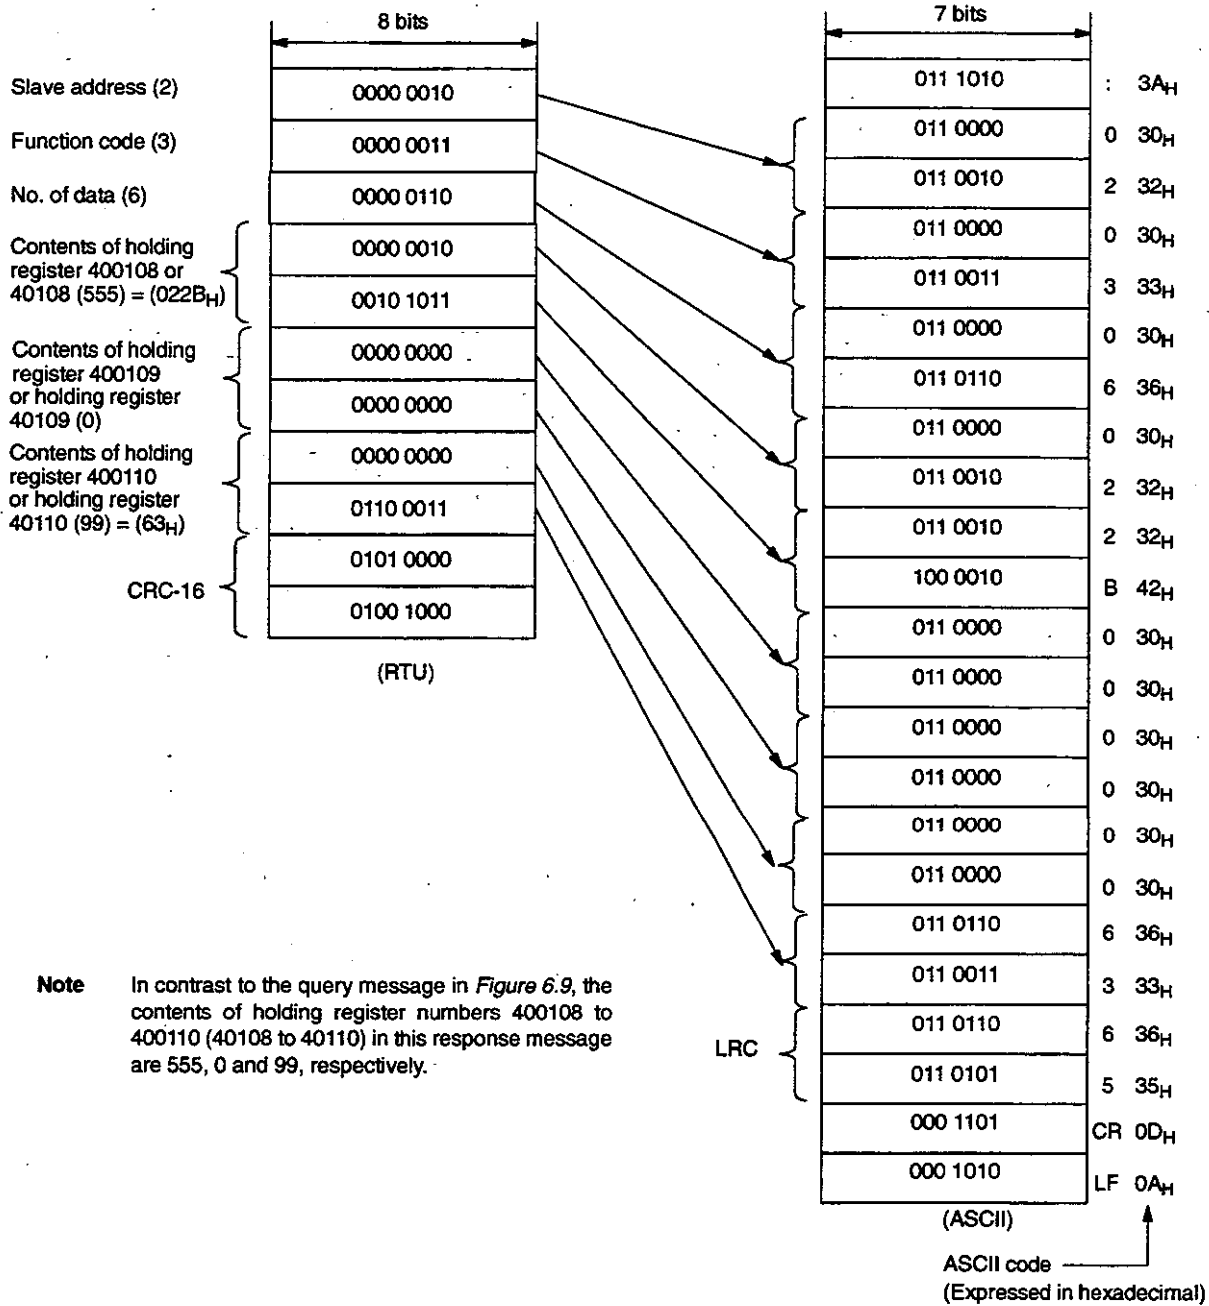 8 bits
Slave address (2)
0000 0010
Function code (3)
0000 0011
No. of data (6)
0000 0110
Contents of holding
register 400108 or
40108 (555) = (022BH)
0000 0010
0010 1011
Contents of holding
register 400109
or holding register
40109 (0)
0000 0000
0000 0000
Contents of holding
register 400110
or holding register
40110 (99) = (63H)
0000 0000
0110 0011
CRC-16
0101 0000
0100 1000
(RTU)
7 bits
011 1010 : 3AH
011 0000 0 30H
011 0010 2 32H
011 0000 0 30H
011 0011 3 33H
011 0000 0 30H
011 0110 6 36H
011 0000 0 30H
011 0010 2 32H
011 0010 2 32H
100 0010 B 42H
011 0000 0 30H
011 0000 0 30H
011 0000 0 30H
011 0000 0 30H
011 0000 0 30H
011 0000 0 30H
011 0110 6 36H
011 0011 3 33H
LRC
011 0110 6 36H
011 0101 5 35H
000 1101 CR 0DH
000 1010 LF 0AH
(ASCII)
ASCII code
(Expressed in hexadecimal)
Note In contrast to the query message in Figure 6.9, the
contents of holding register numbers 400108 to
400110 (40108 to 40110) in this response message
are 555, 0 and 99, respectively.